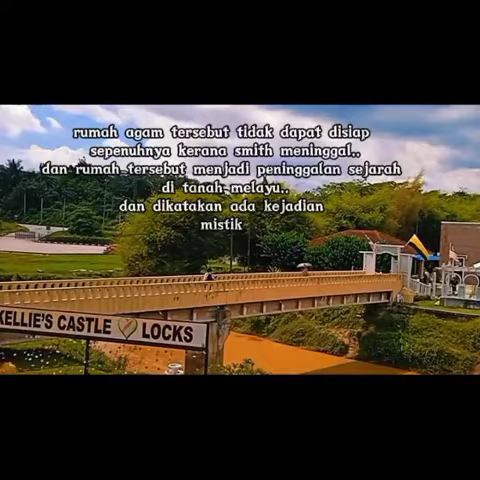 rumah agam tersebut tidak dapat disiap
sepenuhnya kerana smith meninggal..
dan rumah tersebut menjadi peninggalan sejarah
di tanah melayu..
dan dikatakan ada kejadian
mistik
KELLIE'S CASTLE LOCKS